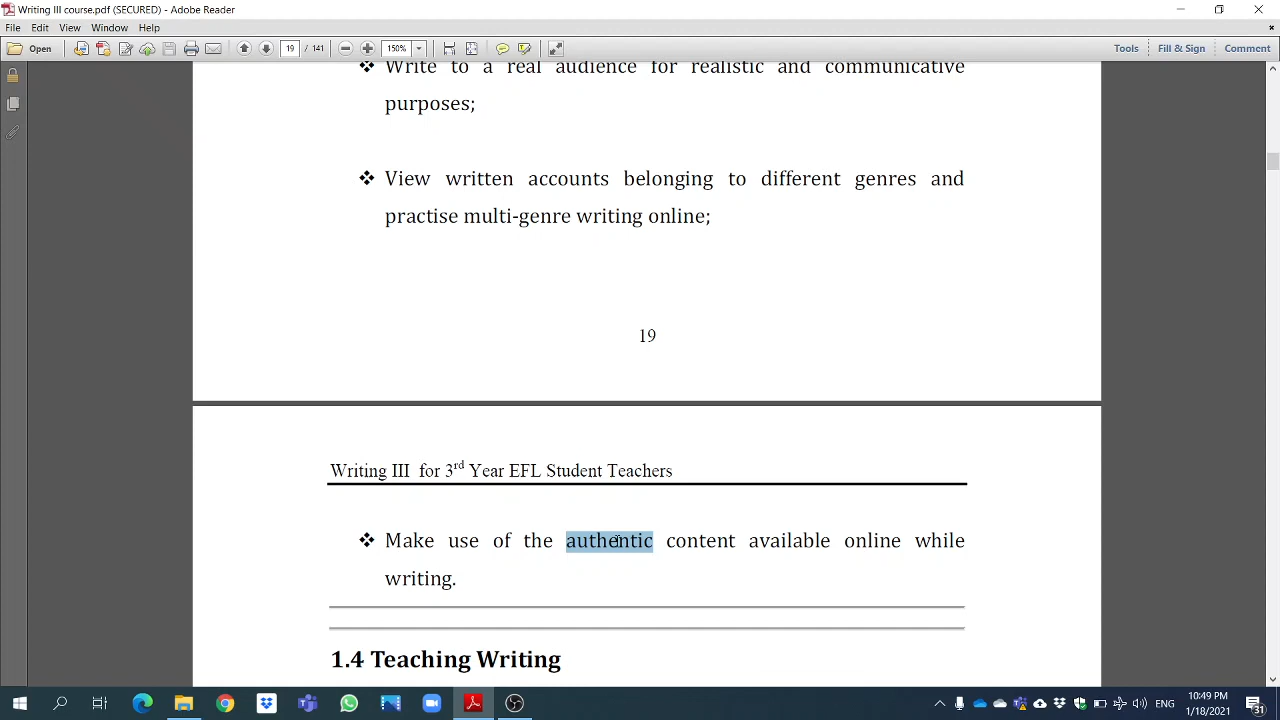 Writing III course.pdf (SECURED) - Adobe Reader
File Edit View Window Help
Open 19 / 141 150% Tools Fill & Sign Comment
❖ Write to a real audience for realistic and communicative
purposes;
❖ View written accounts belonging to different genres and
practise multi-genre writing online;
19
Writing III for 3rd Year EFL Student Teachers
❖ Make use of the authentic content available online while
writing.
1.4 Teaching Writing
ENG
10:49 PM
1/18/2021
31